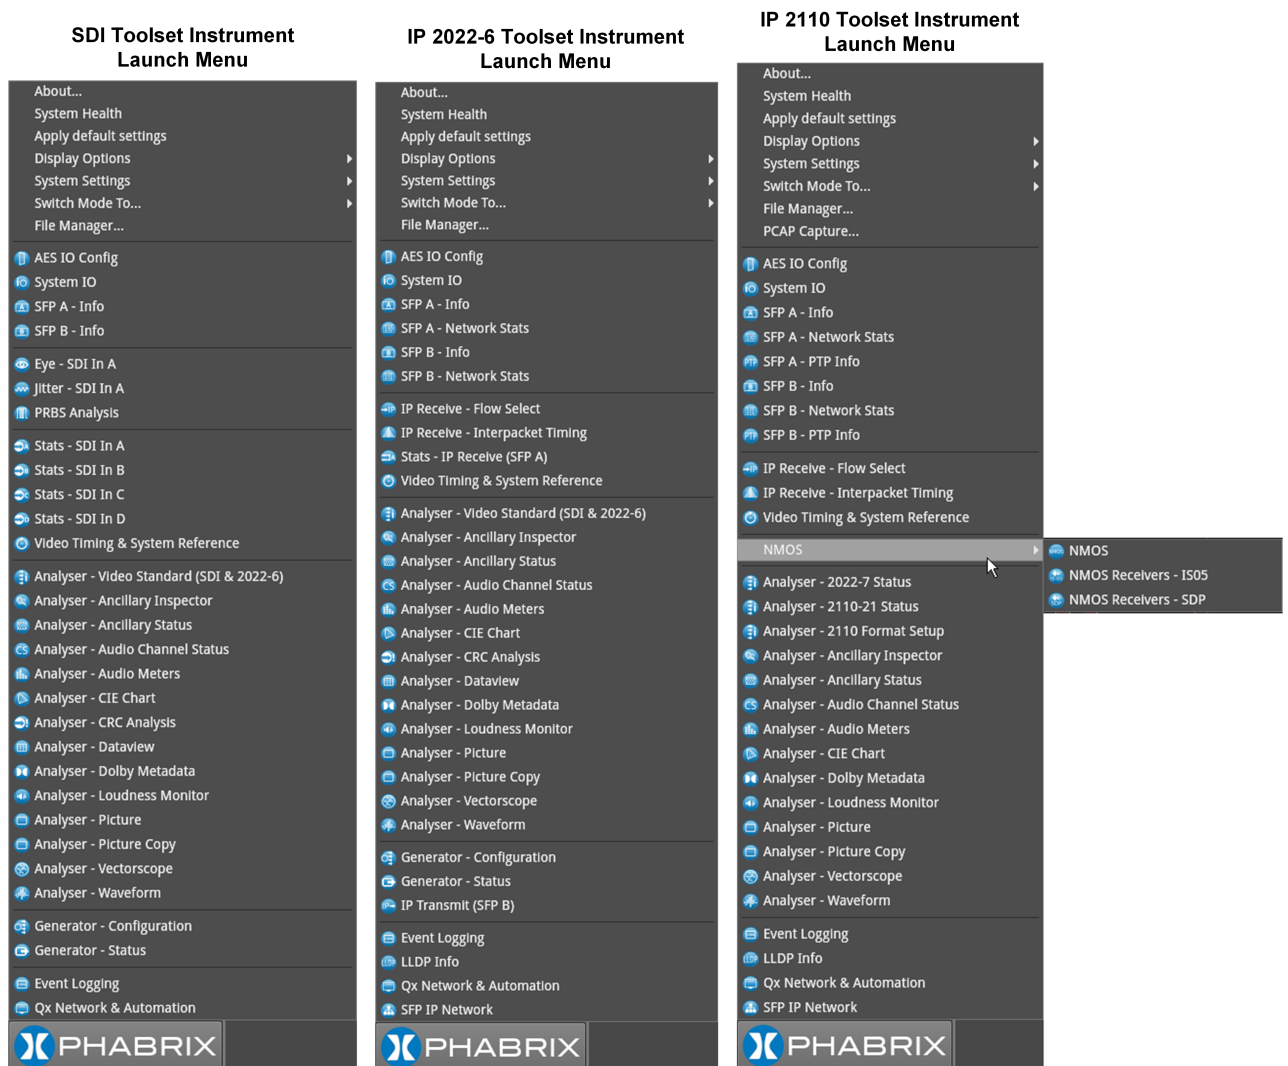 SDI Toolset Instrument
Launch Menu
About...
System Health
Apply default settings
Display Options
System Settings
Switch Mode To...
File Manager...
AES IO Config
System IO
SFP A - Info
SFP B - Info
Eye - SDI In A
Jitter - SDI In A
PRBS Analysis
Stats - SDI In A
Stats - SDI In B
Stats - SDI In C
Stats - SDI In D
Video Timing & System Reference
Analyser - Video Standard (SDI & 2022-6)
Analyser - Ancillary Inspector
Analyser - Ancillary Status
Analyser - Audio Channel Status
Analyser - Audio Meters
Analyser - CIE Chart
Analyser - CRC Analysis
Analyser - Dataview
Analyser - Dolby Metadata
Analyser - Loudness Monitor
Analyser - Picture
Analyser - Picture Copy
Analyser - Vectorscope
Analyser - Waveform
Generator - Configuration
Generator - Status
Event Logging
Qx Network & Automation
PHABRIX
IP 2022-6 Toolset Instrument
Launch Menu
About...
System Health
Apply default settings
Display Options
System Settings
Switch Mode To...
File Manager...
AES IO Config
System IO
SFP A - Info
SFP A - Network Stats
SFP B - Info
SFP B - Network Stats
IP Receive - Flow Select
IP Receive - Interpacket Timing
Stats - IP Receive (SFP A)
Video Timing & System Reference
Analyser - Video Standard (SDI & 2022-6)
Analyser - Ancillary Inspector
Analyser - Ancillary Status
Analyser - Audio Channel Status
Analyser - Audio Meters
Analyser - CIE Chart
Analyser - CRC Analysis
Analyser - Dataview
Analyser - Dolby Metadata
Analyser - Loudness Monitor
Analyser - Picture
Analyser - Picture Copy
Analyser - Vectorscope
Analyser - Waveform
Generator - Configuration
Generator - Status
IP Transmit (SFP B)
Event Logging
LLDP Info
Qx Network & Automation
SFP IP Network
PHABRIX
IP 2110 Toolset Instrument
Launch Menu
About...
System Health
Apply default settings
Display Options
System Settings
Switch Mode To...
File Manager...
PCAP Capture...
AES IO Config
System IO
SFP A - Info
SFP A - Network Stats
SFP A - PTP Info
SFP B - Info
SFP B - Network Stats
SFP B - PTP Info
IP Receive - Flow Select
IP Receive - Interpacket Timing
Video Timing & System Reference
NMOS
NMOS
NMOS Receivers - IS05
NMOS Receivers - SDP
Analyser - 2022-7 Status
Analyser - 2110-21 Status
Analyser - 2110 Format Setup
Analyser - Ancillary Inspector
Analyser - Ancillary Status
Analyser - Audio Channel Status
Analyser - Audio Meters
Analyser - CIE Chart
Analyser - Dolby Metadata
Analyser - Loudness Monitor
Analyser - Picture
Analyser - Picture Copy
Analyser - Vectorscope
Analyser - Waveform
Event Logging
LLDP Info
Qx Network & Automation
SFP IP Network
PHABRIX